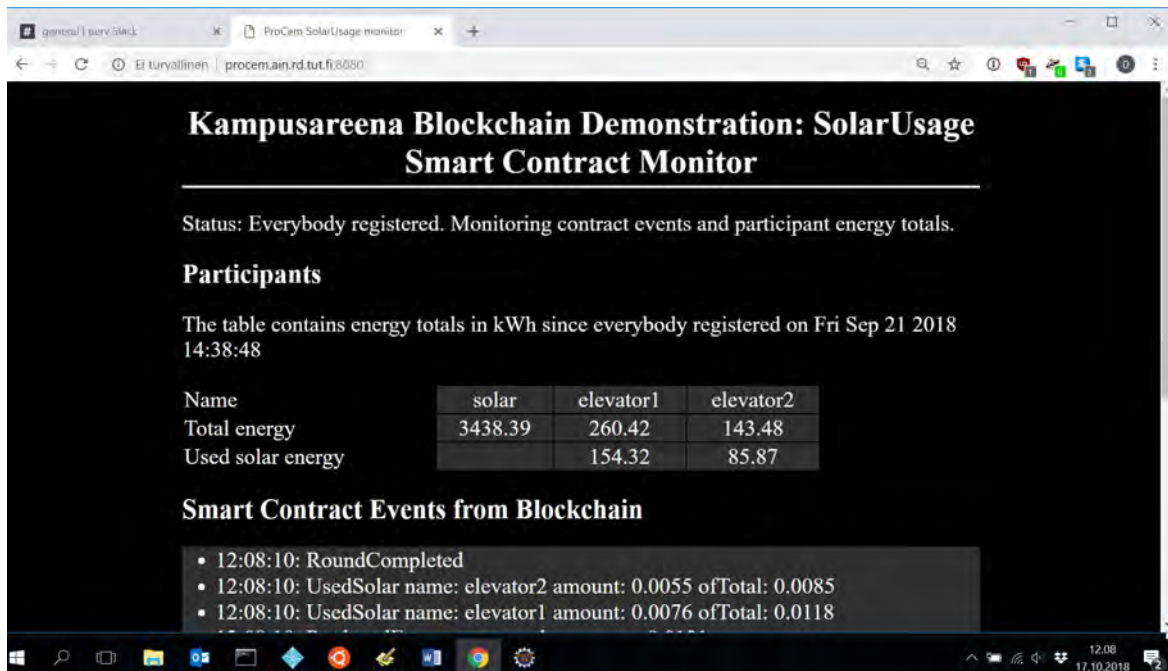 general | serv Slack
ProCem SolarUsage monitor
Ei turvallinen | procem.ain.rd.tut.fi:8080
Kampusareena Blockchain Demonstration: SolarUsage
Smart Contract Monitor
Status: Everybody registered. Monitoring contract events and participant energy totals.
Participants
The table contains energy totals in kWh since everybody registered on Fri Sep 21 2018
14:38:48
Name solar elevator1 elevator2
Total energy 3438.39 260.42 143.48
Used solar energy 154.32 85.87
Smart Contract Events from Blockchain
• 12:08:10: RoundCompleted
• 12:08:10: UsedSolar name: elevator2 amount: 0.0055 ofTotal: 0.0085
• 12:08:10: UsedSolar name: elevator1 amount: 0.0076 ofTotal: 0.0118
12.08
17.10.2018